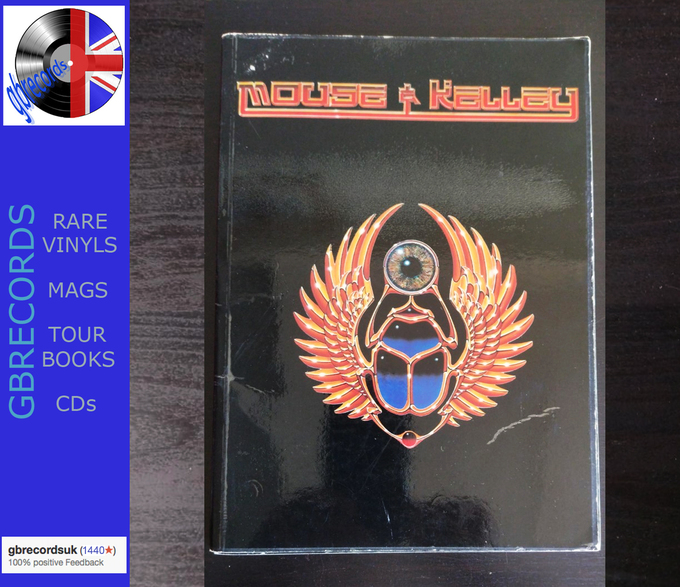 gbrecords
GBRECORDS
RARE
VINYLS
MAGS
TOUR
BOOKS
CDs
gbrecordsuk (1440★)
100% positive Feedback
MOUSE & KELLEY